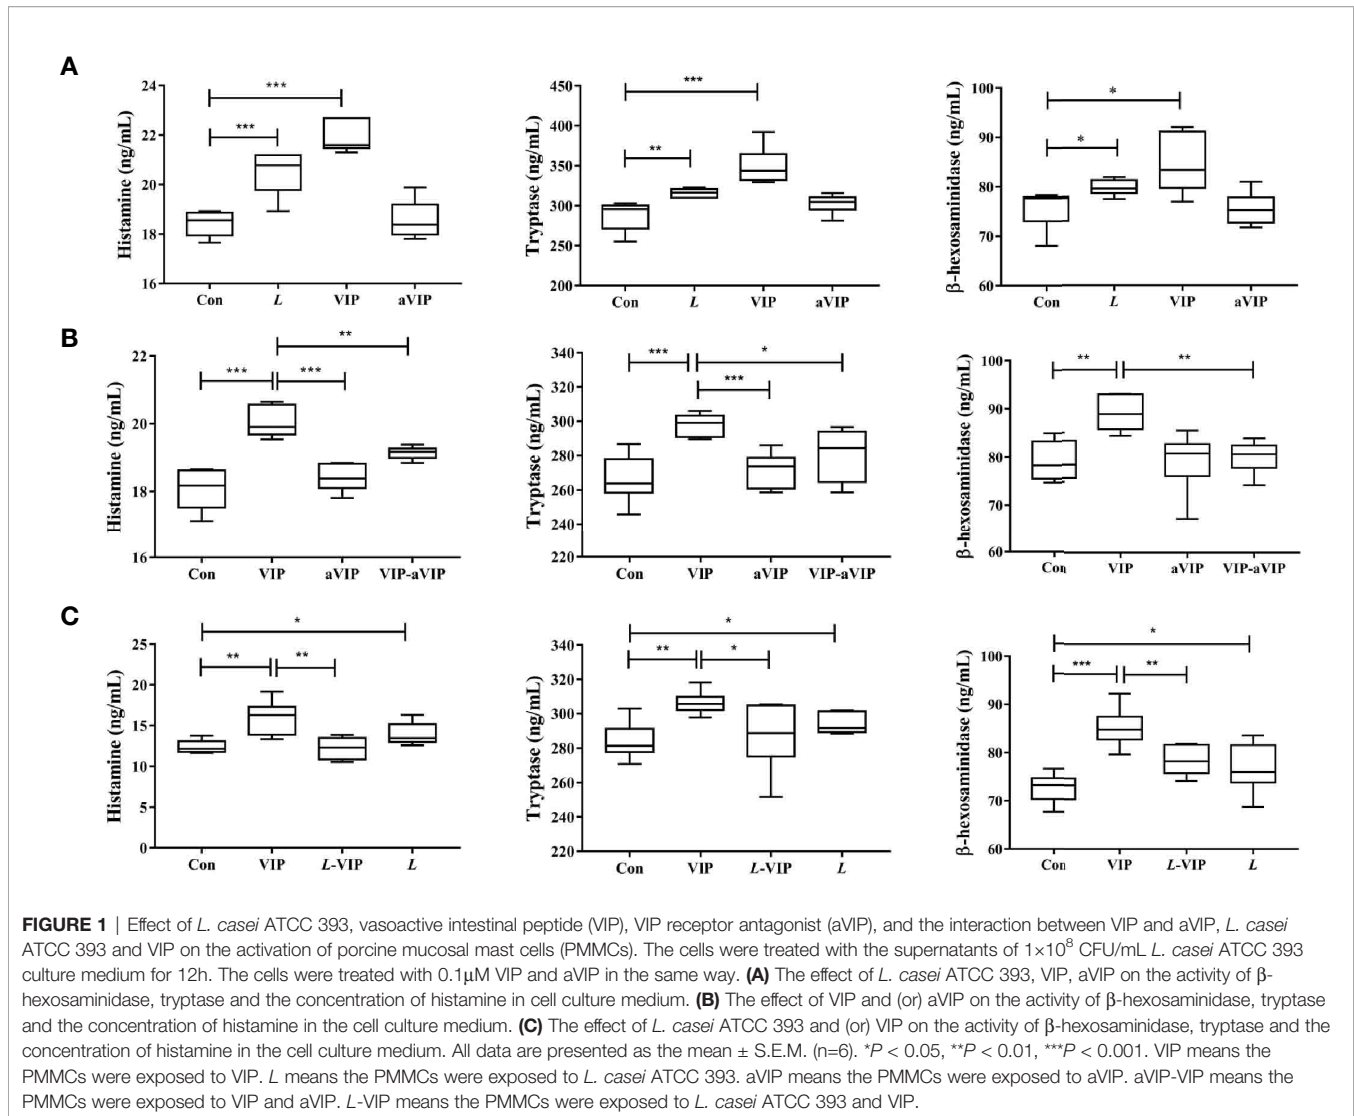 A
Histamine (ng/mL)
24
22
20
18
16
***
***
Con L VIP aVIP
Tryptase (ng/mL)
450
400
350
300
250
200
***
**
Con L VIP aVIP
β-hexosaminidase (ng/mL)
100
90
80
70
60
*
*
Con L VIP aVIP
B
Histamine (ng/mL)
22
20
18
16
**
*** ***
Con VIP aVIP VIP-aVIP
Tryptase (ng/mL)
340
320
300
280
260
240
220
*** *
***
Con VIP aVIP VIP-aVIP
β-hexosaminidase (ng/mL)
100
90
80
70
60
** **
Con VIP aVIP VIP-aVIP
C
Histamine (ng/mL)
25
20
15
10
5
0
*
** **
Con VIP L-VIP L
Tryptase (ng/mL)
340
320
300
280
260
240
220
*
** *
Con VIP L-VIP L
β-hexosaminidase (ng/mL)
100
90
80
70
60
*
*** **
Con VIP L-VIP L
FIGURE 1 | Effect of L. casei ATCC 393, vasoactive intestinal peptide (VIP), VIP receptor antagonist (aVIP), and the interaction between VIP and aVIP, L. casei
ATCC 393 and VIP on the activation of porcine mucosal mast cells (PMMCs). The cells were treated with the supernatants of 1×10⁸ CFU/mL L. casei ATCC 393
culture medium for 12h. The cells were treated with 0.1μM VIP and aVIP in the same way. (A) The effect of L. casei ATCC 393, VIP, aVIP on the activity of β-
hexosaminidase, tryptase and the concentration of histamine in cell culture medium. (B) The effect of VIP and (or) aVIP on the activity of β-hexosaminidase, tryptase
and the concentration of histamine in the cell culture medium. (C) The effect of L. casei ATCC 393 and (or) VIP on the activity of β-hexosaminidase, tryptase and the
concentration of histamine in the cell culture medium. All data are presented as the mean ± S.E.M. (n=6). *P < 0.05, **P < 0.01, ***P < 0.001. VIP means the
PMMCs were exposed to VIP. L means the PMMCs were exposed to L. casei ATCC 393. aVIP means the PMMCs were exposed to aVIP. aVIP-VIP means the
PMMCs were exposed to VIP and aVIP. L-VIP means the PMMCs were exposed to L. casei ATCC 393 and VIP.